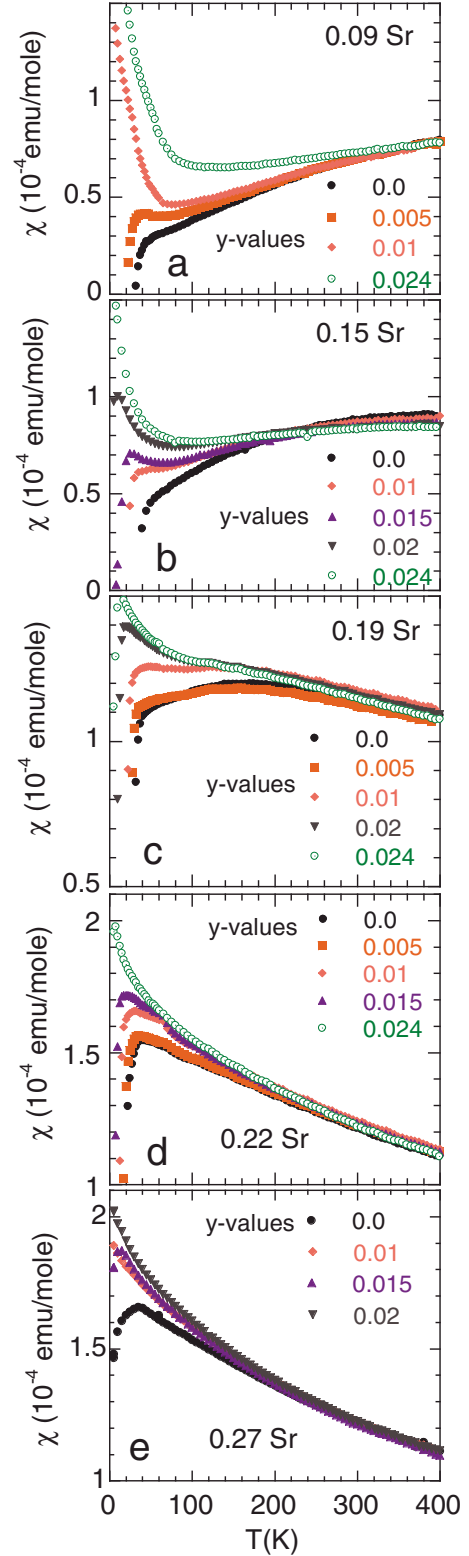 0.09 Sr
1
0.5
0
χ (10⁻⁴emu/mole)
y-values
0.0
0.005
0.01
0.024
a
0.15 Sr
1
0.5
0
χ (10⁻⁴ emu/mole)
y-values
0.0
0.01
0.015
0.02
0.024
b
0.19 Sr
1
0.5
χ (10⁻⁴ emu/mole)
y-values
0.0
0.005
0.01
0.02
0.024
c
2
1.5
1
χ (10⁻⁴ emu/mole)
y-values
0.0
0.005
0.01
0.015
0.024
d
0.22 Sr
2
1.5
1
χ (10⁻⁴ emu/mole)
y-values
0.0
0.01
0.015
0.02
e
0.27 Sr
0 100 200 300 400
T(K)